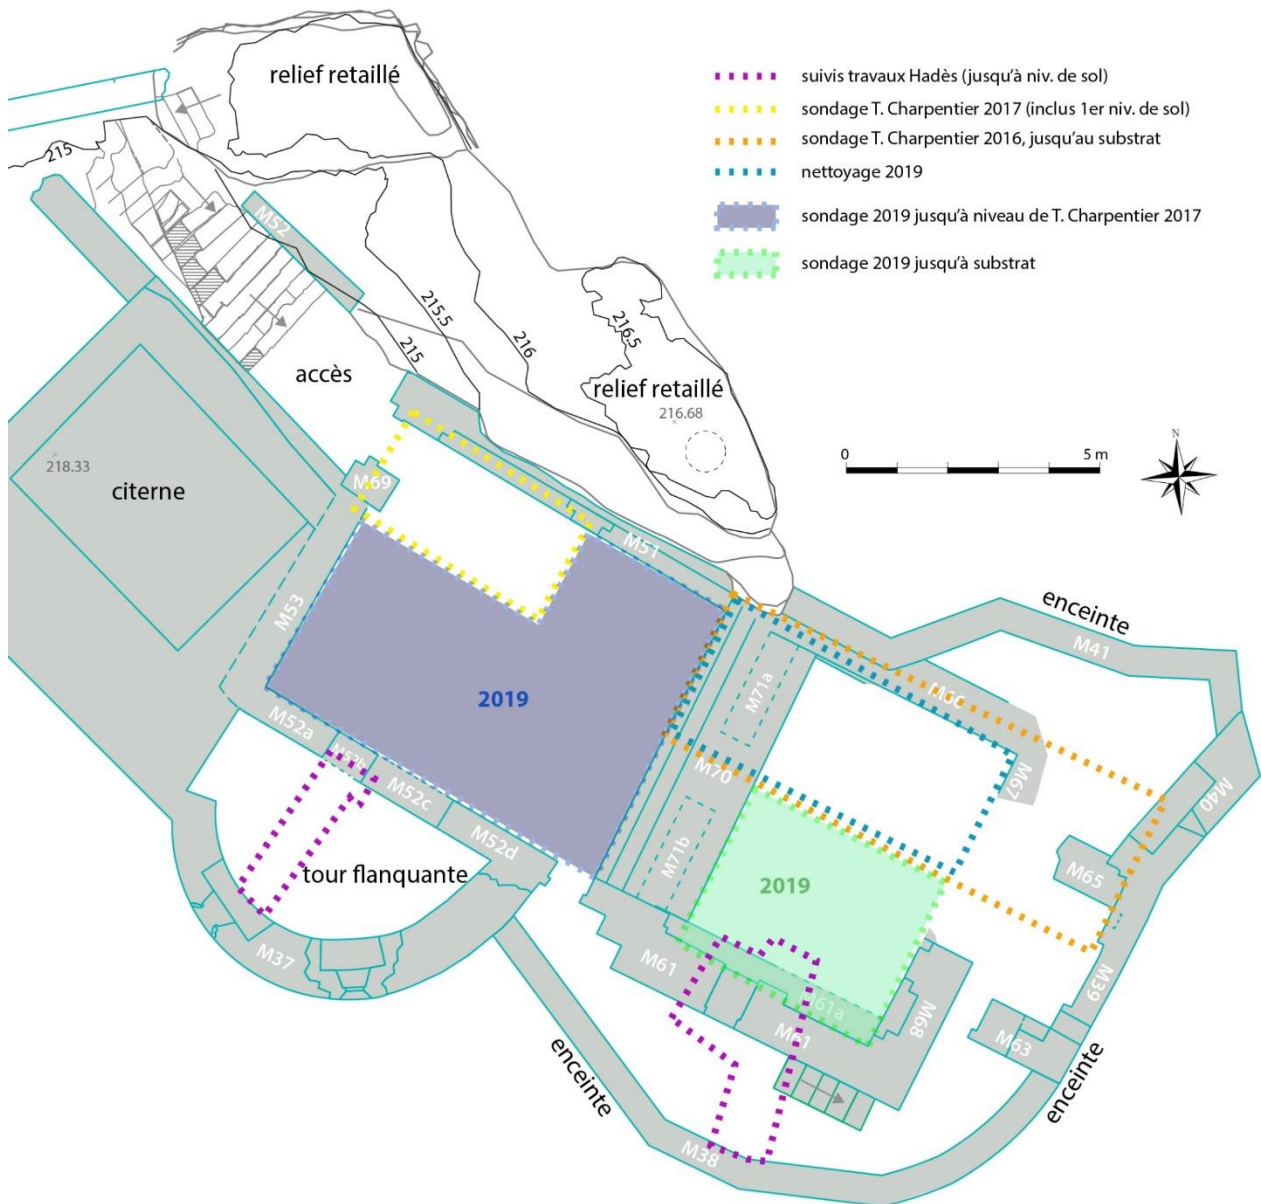 relief retaillé
suivis travaux Hadès (jusqu'à niv. de sol)
sondage T. Charpentier 2017 (inclus 1er niv. de sol)
sondage T. Charpentier 2016, jusqu'au substrat
nettoyage 2019
sondage 2019 jusqu'à niveau de T. Charpentier 2017
sondage 2019 jusqu'à substrat
215
M52
215.5
215
216
216.5
relief retaillé
216.68
accès
0 5 m
N
218.33
citerne
M69
M51
M53
enceinte
M41
M66
M71a
2019
M67
M52a
M52b
M52c
M52d
M70
M71b
M40
M65
tour flanquante
2019
M37
M61
M61a
M61
M68
M39
M63
enceinte
enceinte
M38